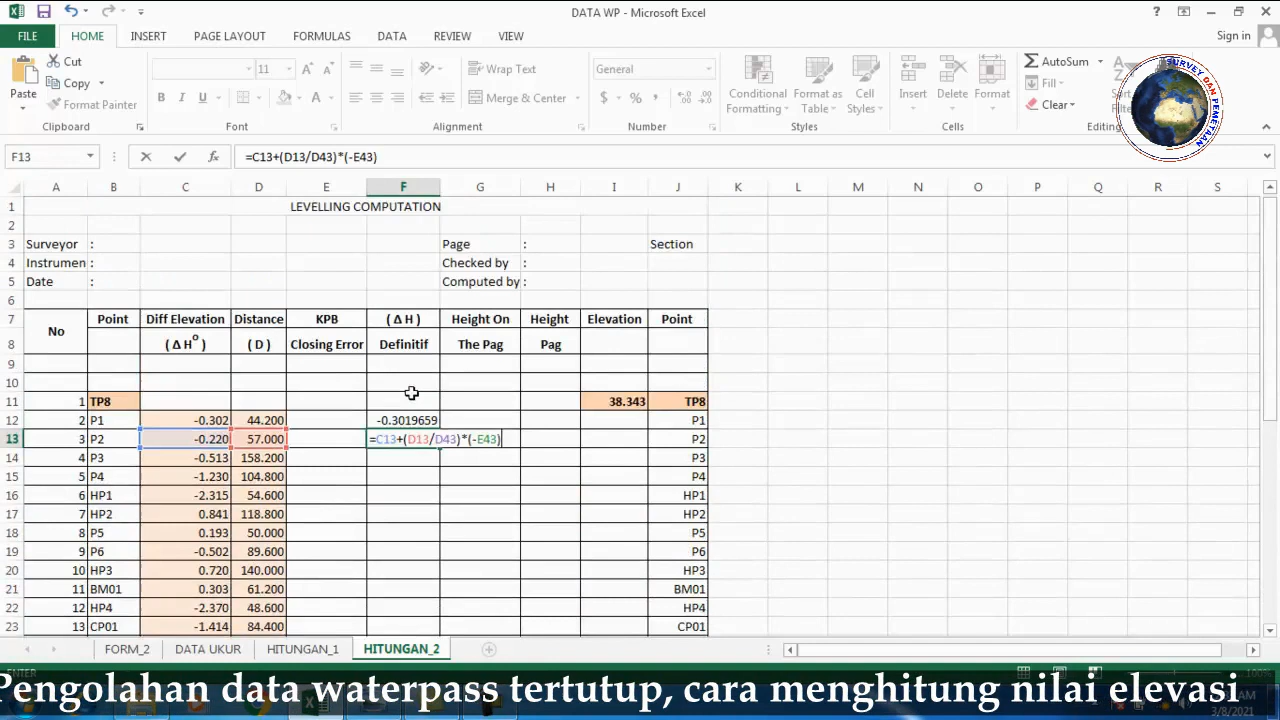 DATA WP - Microsoft Excel
Sign in
FILE HOME INSERT PAGE LAYOUT FORMULAS DATA REVIEW VIEW
Cut
Copy
Format Painter
Paste
Clipboard
11
B I U
Font
Wrap Text
Merge & Center
Alignment
General
Number
Conditional Formatting
Format as Table
Cell Styles
Styles
Insert Delete Format
Cells
AutoSum
Fill
Clear
Editing
SURVEY DAN PEMETAAN
F13 =C13+(D13/D43)*(-E43)
A B C D E F G H I J K L M N O P Q R S
1 LEVELLING COMPUTATION
2
3 Surveyor : Page : Section
4 Instrumen : Checked by :
5 Date : Computed by :
6
7 No Point Diff Elevation Distance KPB ( Δ H ) Height On Height Elevation Point
8 ( Δ H° ) ( D ) Closing Error Definitif The Pag Pag
9
10
11 1 TP8 38.343 TP8
12 2 P1 -0.302 44.200 -0.3019659 P1
13 3 P2 -0.220 57.000 =C13+(D13/D43)*(-E43) P2
14 4 P3 -0.513 158.200 P3
15 5 P4 -1.230 104.800 P4
16 6 HP1 -2.315 54.600 HP1
17 7 HP2 0.841 118.800 HP2
18 8 P5 0.193 50.000 P5
19 9 P6 -0.502 89.600 P6
20 10 HP3 0.720 140.000 HP3
21 11 BM01 0.303 61.200 BM01
22 12 HP4 -2.370 48.600 HP4
23 13 CP01 -1.414 84.400 CP01
FORM_2 DATA UKUR HITUNGAN_1 HITUNGAN_2
Pengolahan data waterpass tertutup, cara menghitung nilai elevasi
3/8/2021